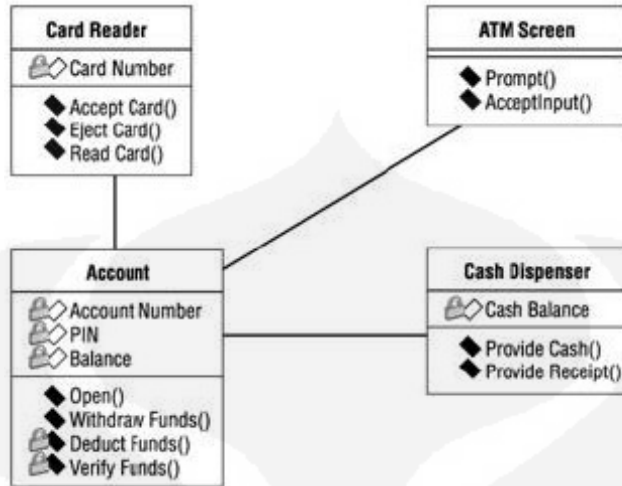 Card Reader
Card Number
Accept Card()
Eject Card()
Read Card()
ATM Screen
Prompt()
AcceptInput()
Account
Account Number
PIN
Balance
Open()
Withdraw Funds()
Deduct Funds()
Verify Funds()
Cash Dispenser
Cash Balance
Provide Cash()
Provide Receipt()